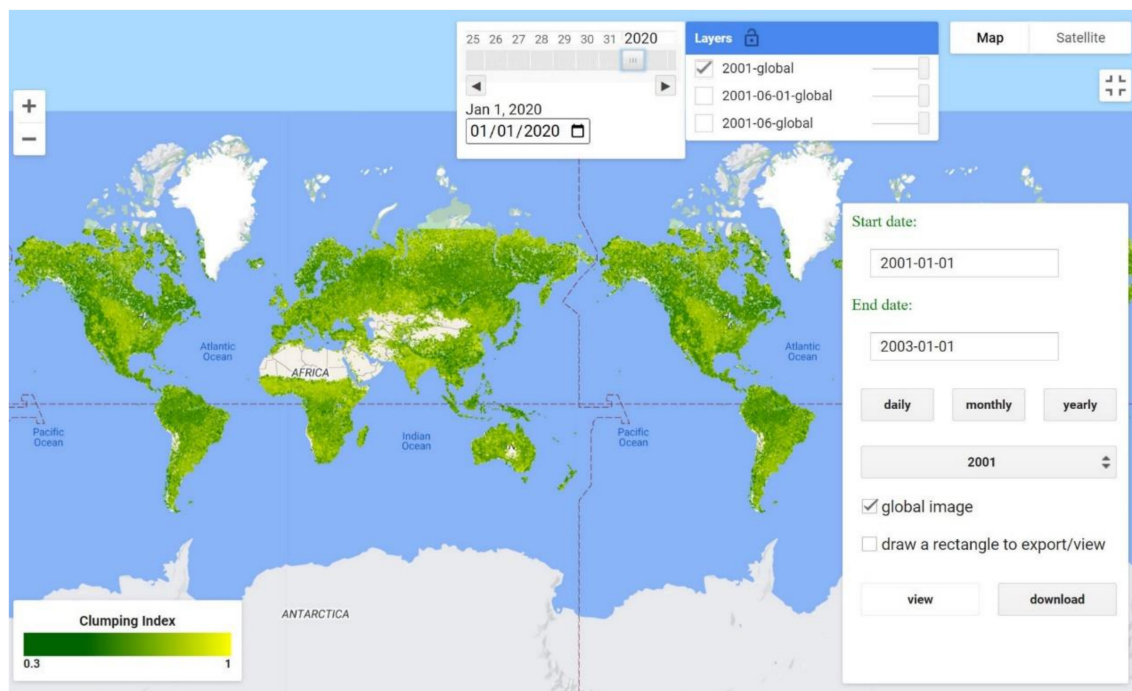 25 26 27 28 29 30 31 2020
Jan 1, 2020
01/01/2020
Layers
2001-global
2001-06-01-global
2001-06-global
Map Satellite
+
−
Start date:
2001-01-01
End date:
2003-01-01
daily monthly yearly
2001
global image
draw a rectangle to export/view
view download
Atlantic
Ocean
AFRICA
Pacific
Ocean
Indian
Ocean
Atlantic
Ocean
Pacific
Ocean
ANTARCTICA
Clumping Index
0.3 1